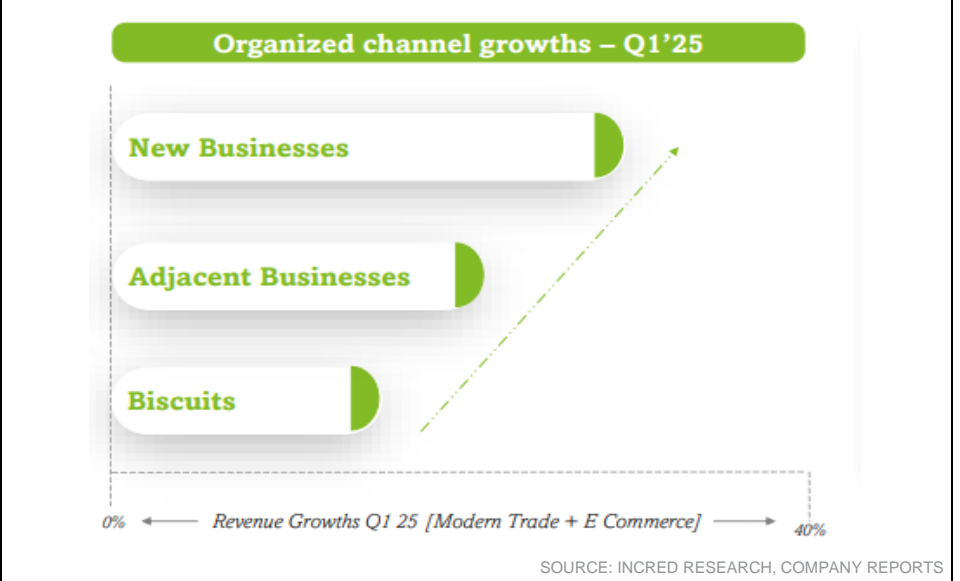 Organized channel growths – Q1’25
New Businesses
Adjacent Businesses
Biscuits
0%
Revenue Growths Q1 25 [Modern Trade + E Commerce]
40%
SOURCE: INCRED RESEARCH, COMPANY REPORTS